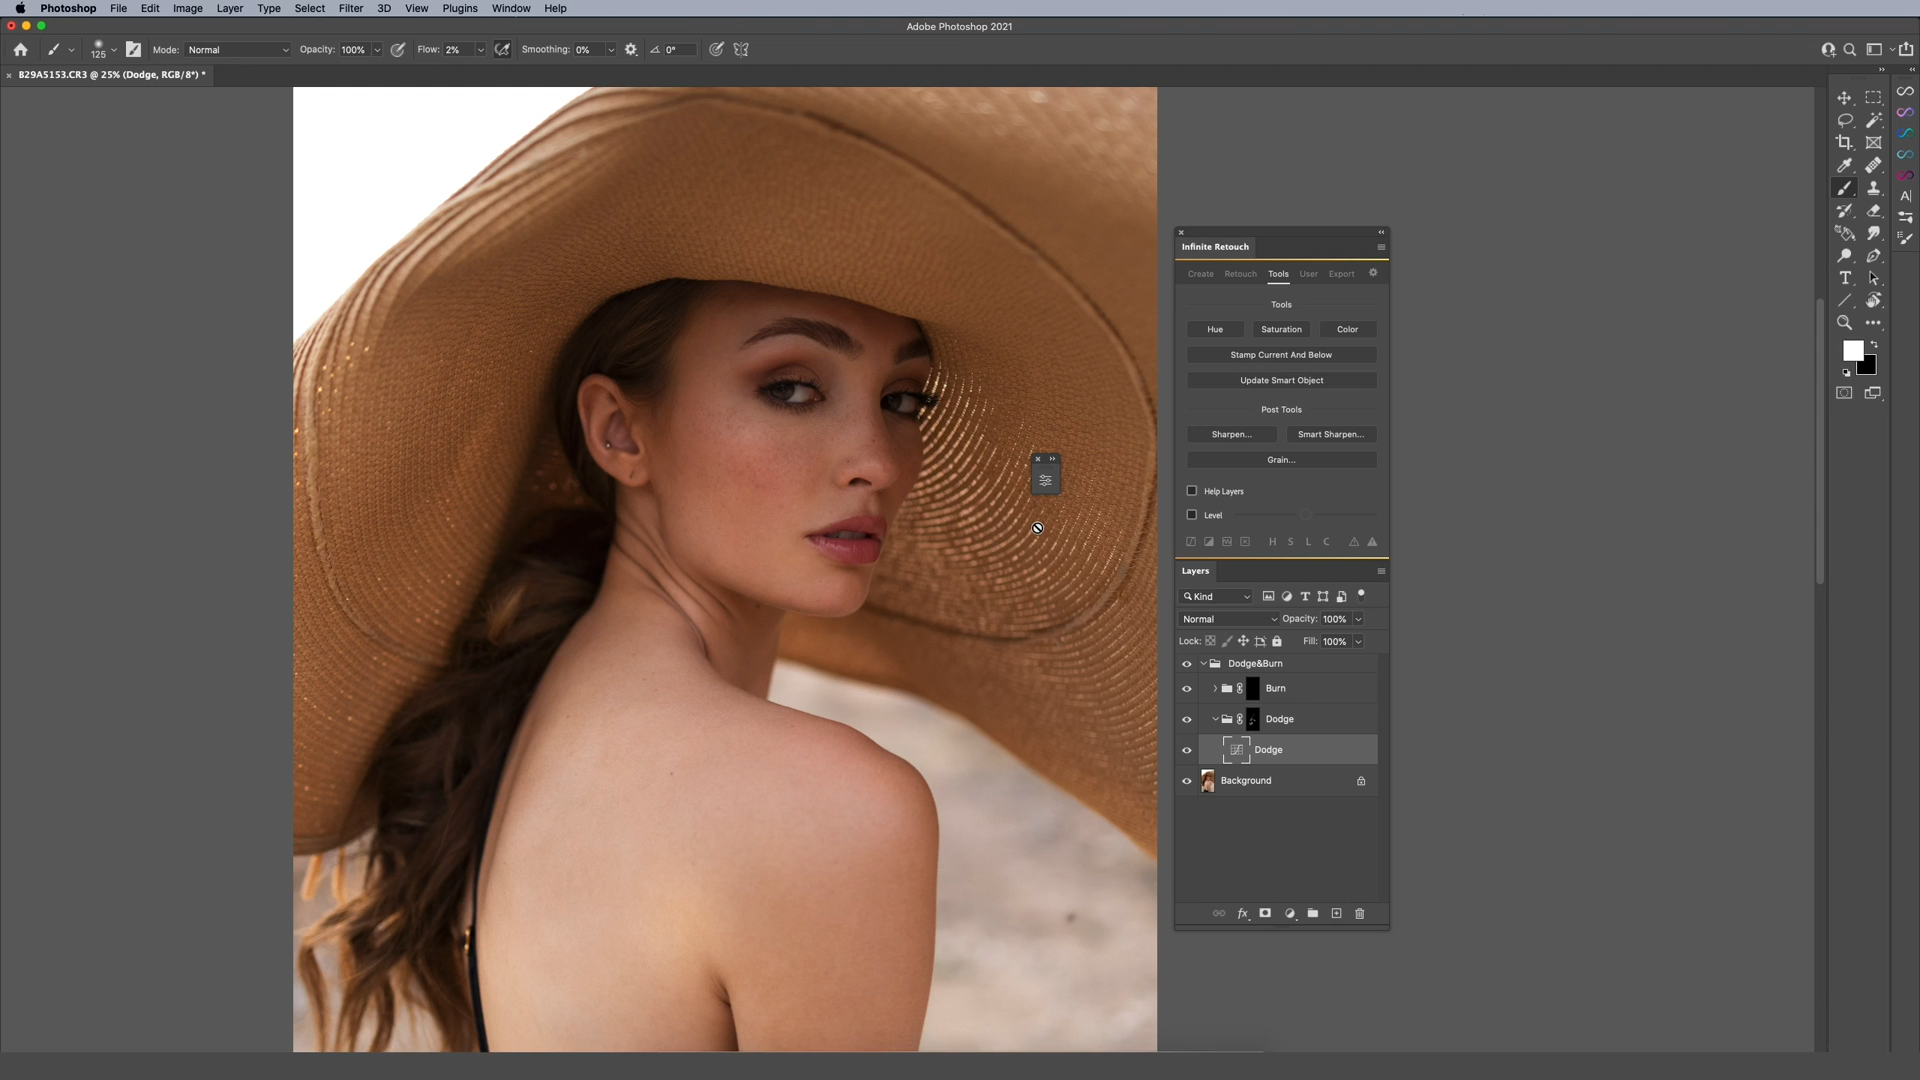 Photoshop File Edit Image Layer Type Select Filter 3D View Plugins Window Help
Adobe Photoshop 2021
125 Mode: Normal Opacity: 100% Flow: 2% Smoothing: 0% 0°
B29A5153.CR3 @ 25% (Dodge, RGB/8*) *
Infinite Retouch
Create Retouch Tools User Export
Tools
Hue Saturation Color
Stamp Current And Below
Update Smart Object
Post Tools
Sharpen... Smart Sharpen...
Grain...
Help Layers
Level
H S L C
Layers
Kind
Normal Opacity: 100%
Lock: Fill: 100%
Dodge&Burn
Burn
Dodge
Dodge
Background